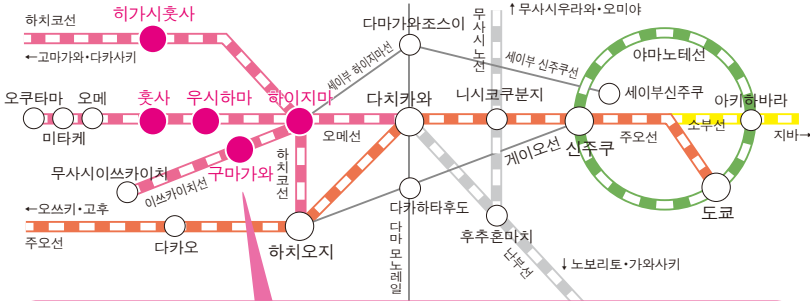 하치코선
히가시훗사
다마가와조스이
무사시노선
↑무사시우라와·오미야
←고마가와·다카사키
세이부 하이지마선
세이부 신주쿠선
야마노테선
오쿠타마
오메
훗사
우시하마
하이지마
다치카와
니시코쿠분지
세이부신주쿠
아키하바라
미타케
오메선
신주쿠
주오선
소부선
지바→
무사시이쓰카이치
구마가와
하치코선
게이오선
이쓰카이치선
←오쓰키·고후
다카하타후도
도쿄
주오선
다카오
하치오지
다마 모노레일
후추혼마치
난부선
↓노보리토·가와사키